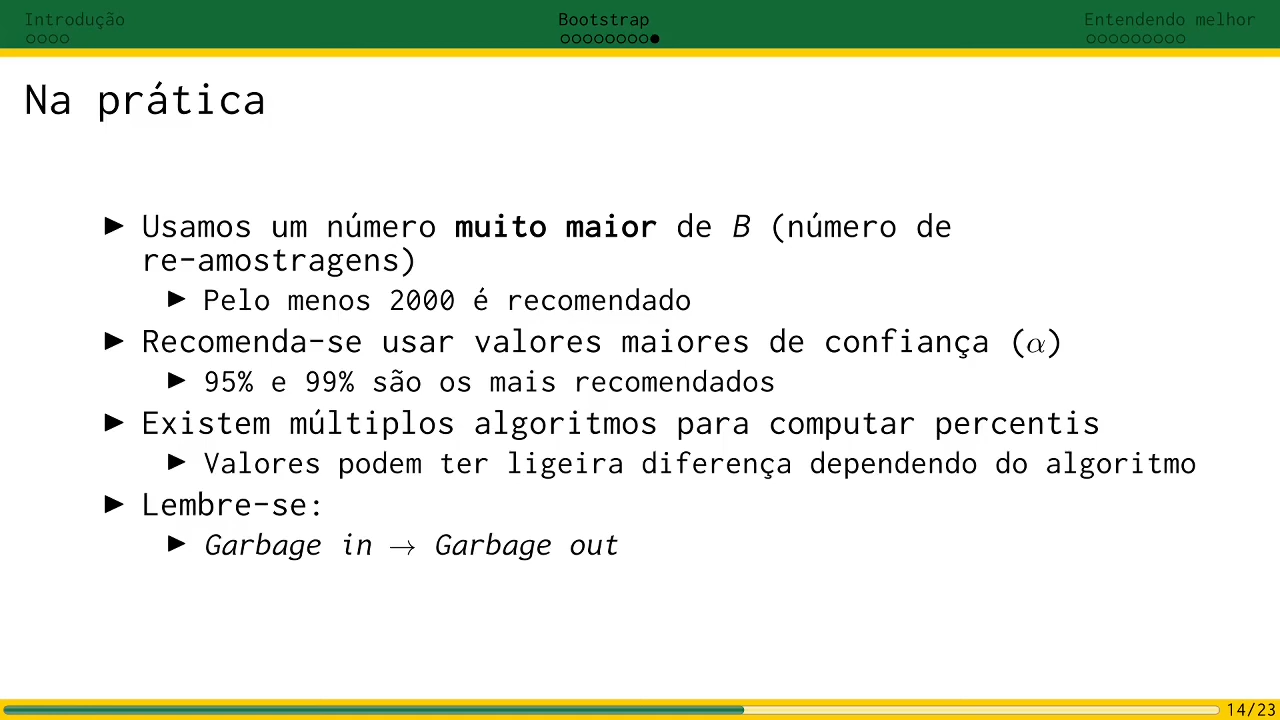 Introdução
Bootstrap
Entendendo melhor
Na prática
Usamos um número muito maior de B (número de
re-amostragens)
Pelo menos 2000 é recomendado
Recomenda-se usar valores maiores de confiança (α)
95% e 99% são os mais recomendados
Existem múltiplos algoritmos para computar percentis
Valores podem ter ligeira diferença dependendo do algoritmo
Lembre-se:
Garbage in → Garbage out
14/23